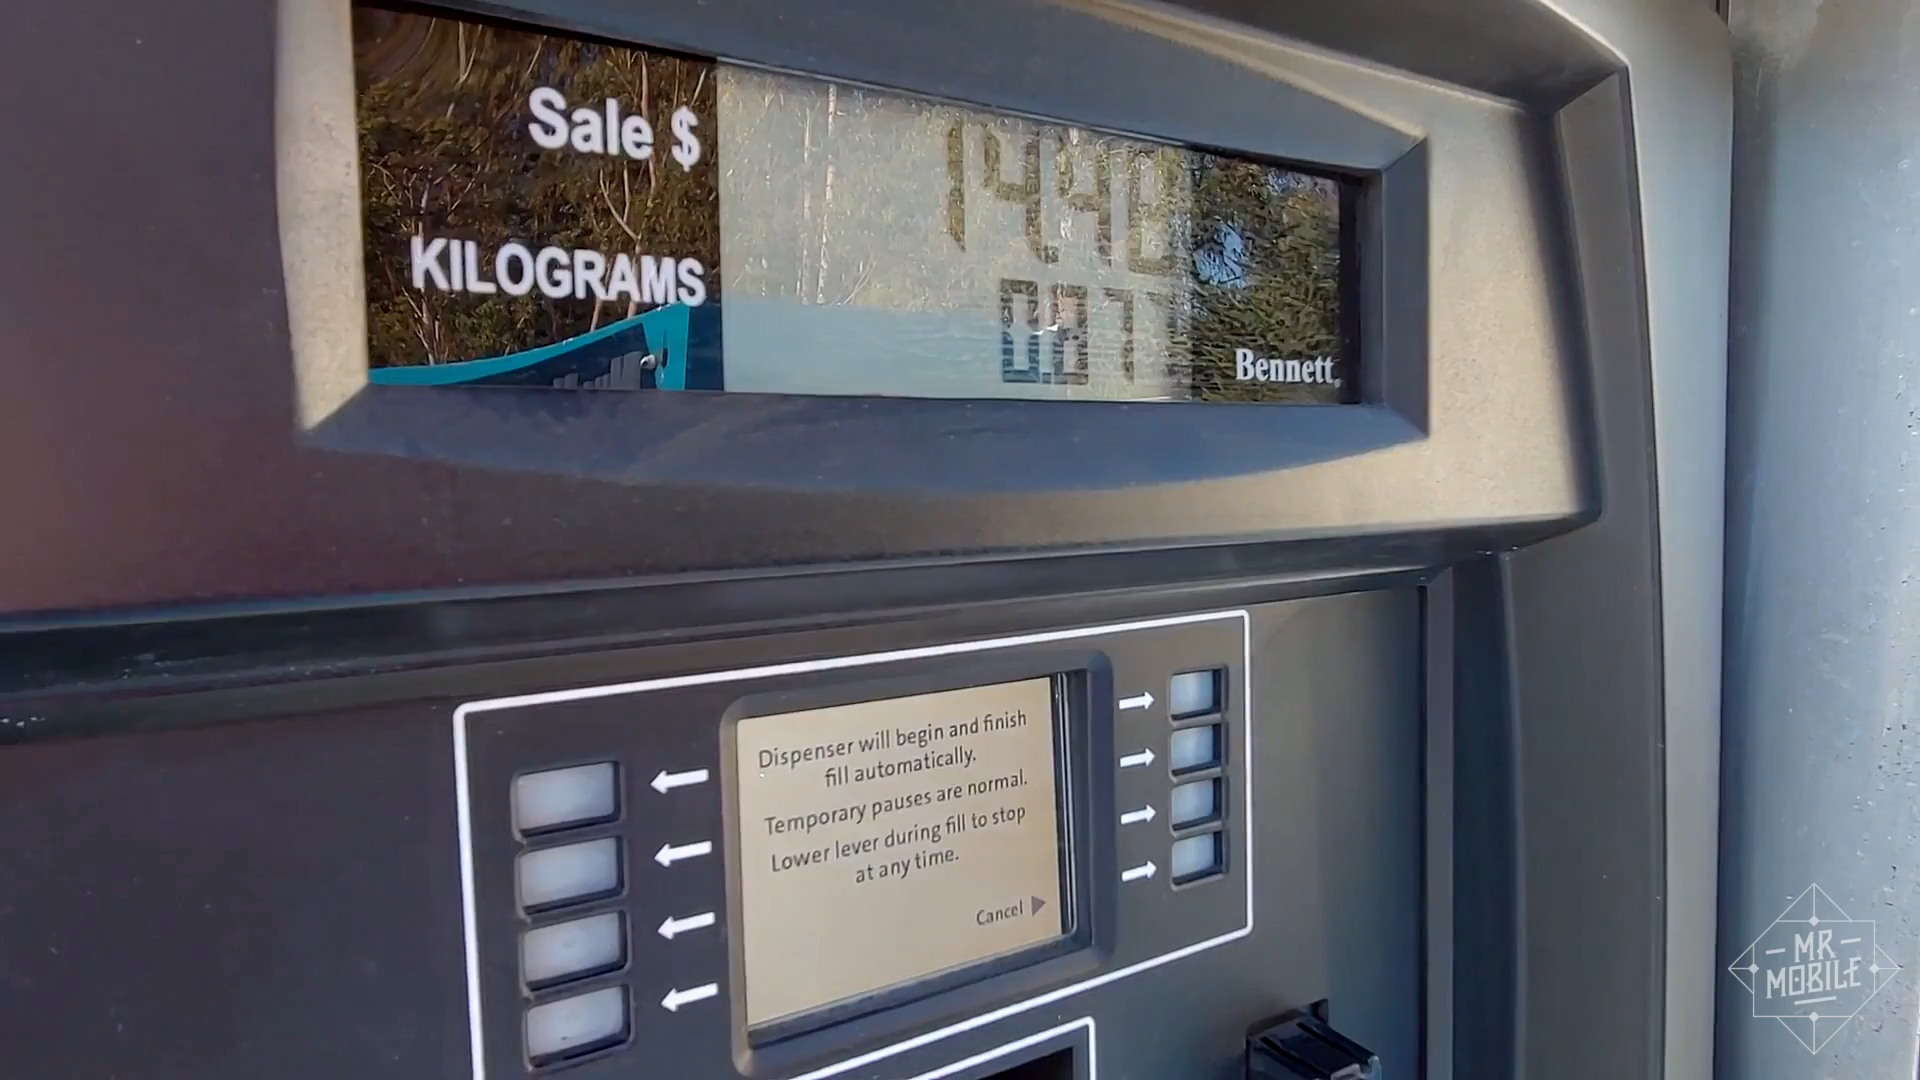 Sale $
KILOGRAMS
Bennett
Dispenser will begin and finish
fill automatically.
Temporary pauses are normal.
Lower lever during fill to stop
at any time.
Cancel
MR
MOBILE